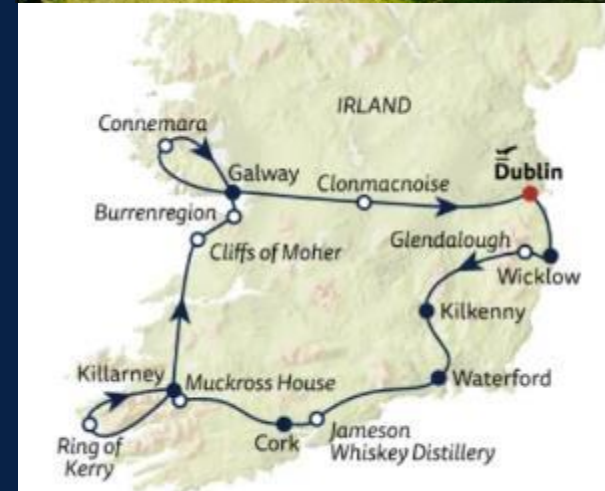 IRLAND
Connemara
Dublin
Galway
Clonmacnoise
Burrenregion
Glendalough
Cliffs of Moher
Wicklow
Kilkenny
Killarney
Muckross House
Waterford
Ring of
Kerry
Cork
Jameson
Whiskey Distillery